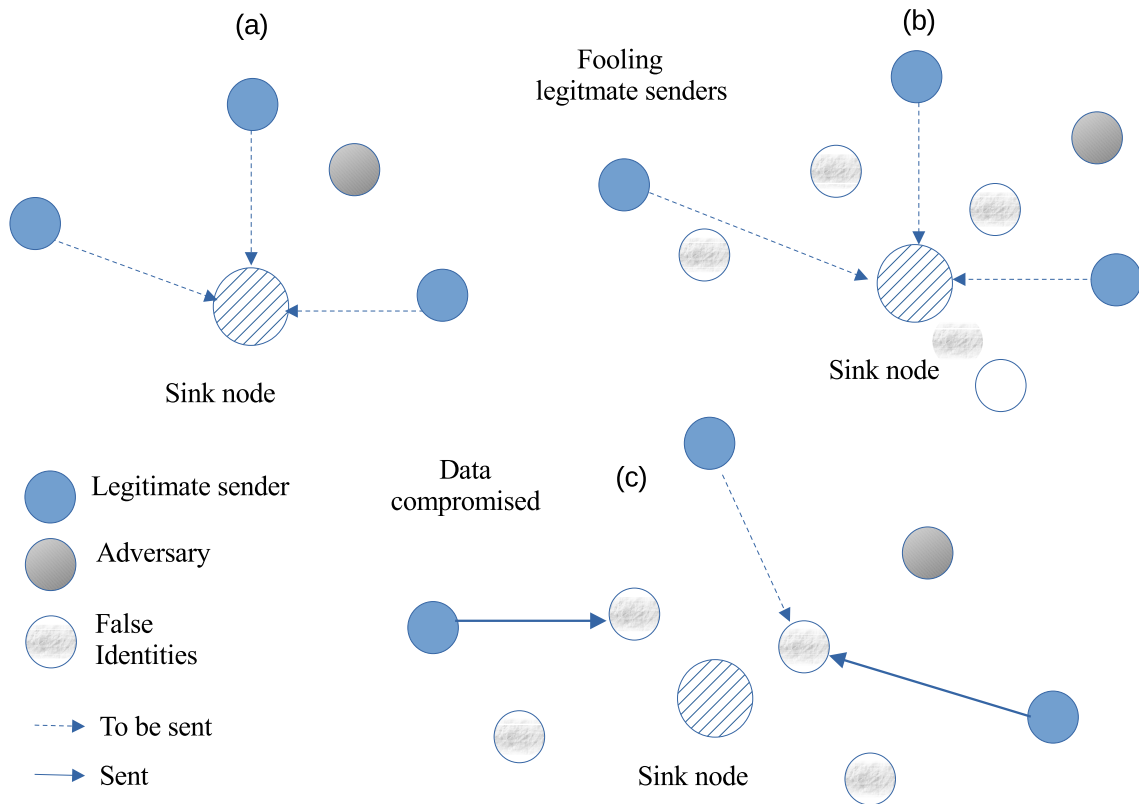 (a)
(b)
Fooling
legitmate senders
Sink node
Sink node
Data
compromised
(c)
Legitimate sender
Adversary
False
Identities
To be sent
Sent
Sink node